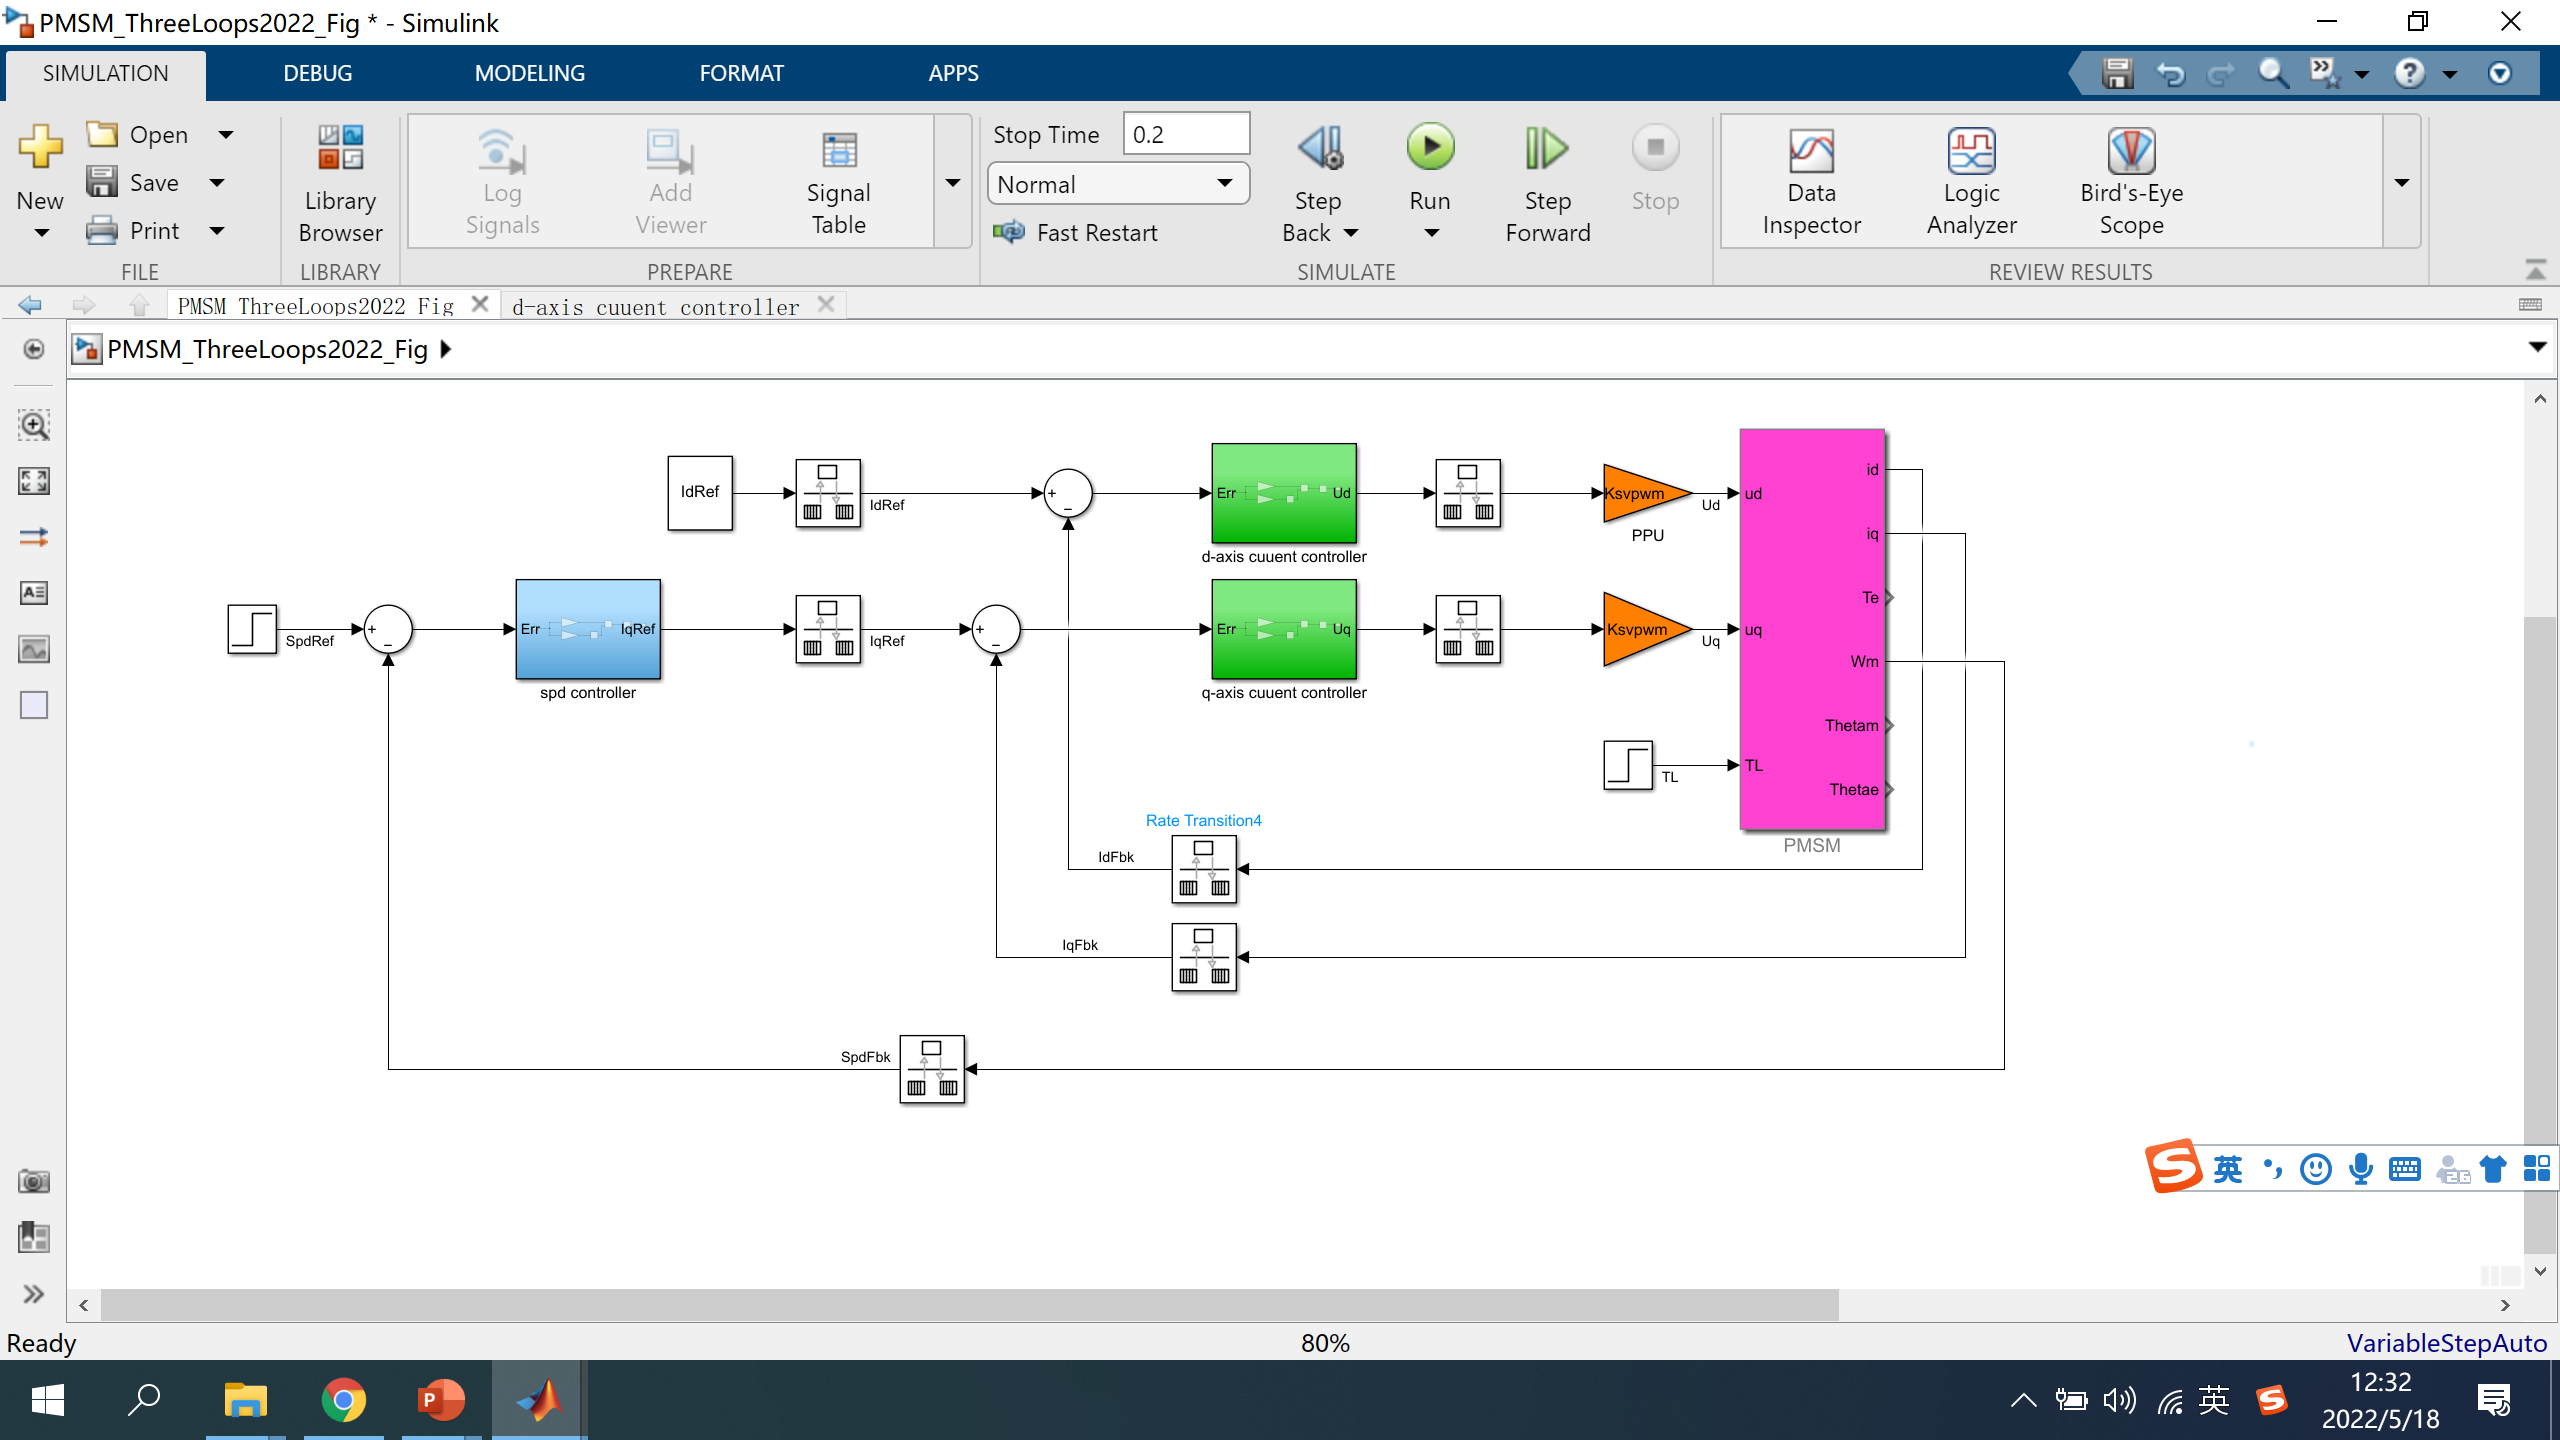 PMSM_ThreeLoops2022_Fig * - Simulink
SIMULATION
DEBUG
MODELING
FORMAT
APPS
New
Open
Save
Print
FILE
Library
Browser
LIBRARY
Log
Signals
Add
Viewer
Signal
Table
PREPARE
Stop Time
0.2
Normal
Fast Restart
Step
Back
Run
Step
Forward
Stop
SIMULATE
Data
Inspector
Logic
Analyzer
Bird's-Eye
Scope
REVIEW RESULTS
PMSM_ThreeLoops2022_Fig
d-axis cuuent controller
PMSM_ThreeLoops2022_Fig
IdRef
IdRef
+
−
Err
Ud
d-axis cuuent controller
Ksvpwm
PPU
Ud
ud
id
iq
Te
uq
Wm
Thetam
TL
Thetae
PMSM
SpdRef
+
−
Err
IqRef
spd controller
IqRef
+
−
Err
Uq
q-axis cuuent controller
Ksvpwm
Uq
TL
Rate Transition4
IdFbk
IqFbk
SpdFbk
英
Ready
80%
VariableStepAuto
英
12:32
2022/5/18